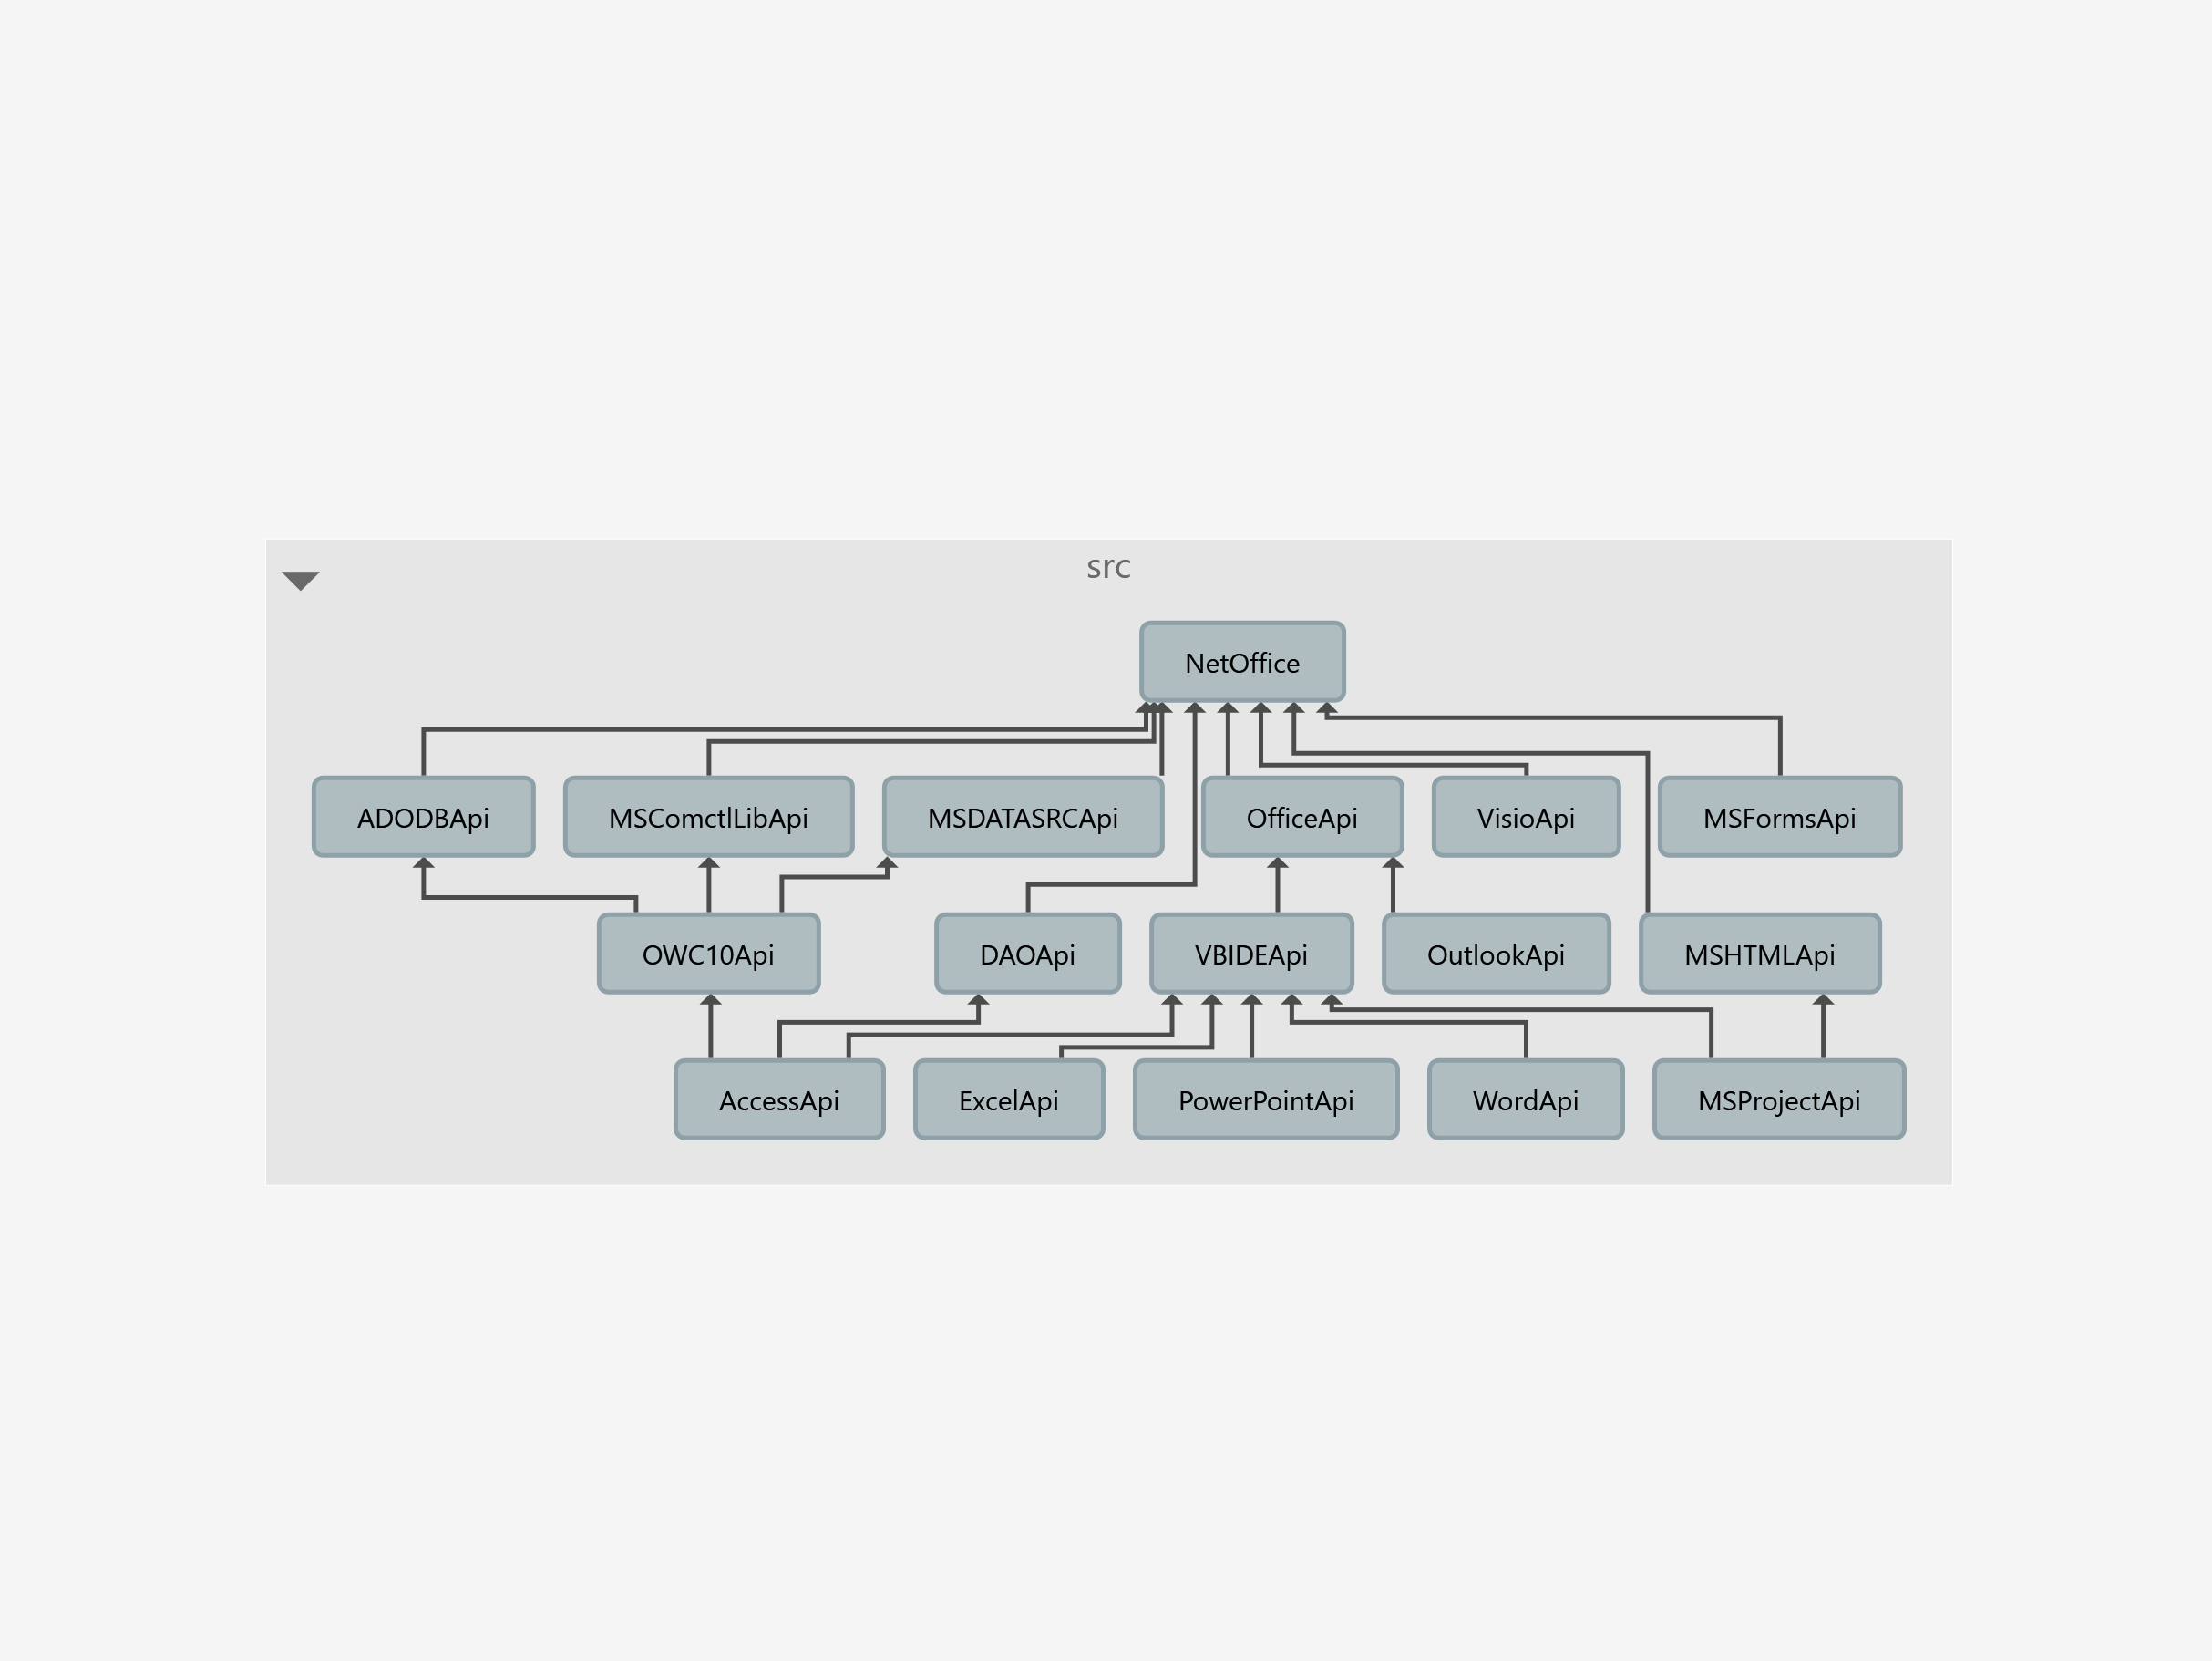 src
NetOffice
ADODBApi
MSComctlLibApi
MSDATASRCApi
OfficeApi
VisioApi
MSFormsApi
OWC10Api
DAOApi
VBIDEApi
OutlookApi
MSHTMLApi
AccessApi
ExcelApi
PowerPointApi
WordApi
MSProjectApi